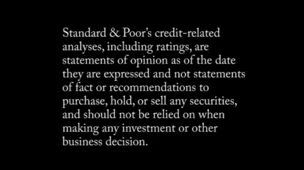 Standard & Poor's credit-related
analyses, including ratings, are
statements of opinion as of the date
they are expressed and not statements
of fact or recommendations to
purchase, hold, or sell any securities,
and should not be relied on when
making any investment or other
business decision.